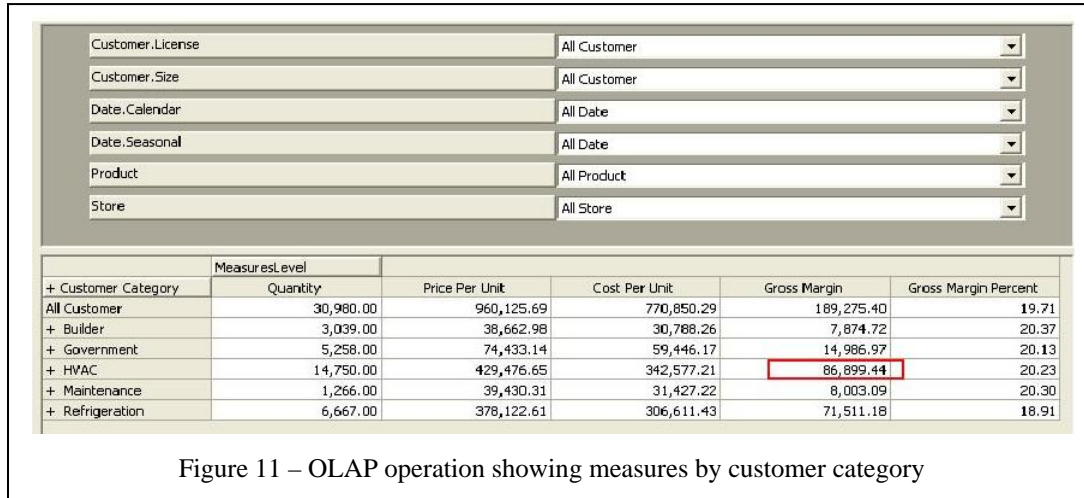 Customer.License All Customer
Customer.Size All Customer
Date.Calendar All Date
Date.Seasonal All Date
Product All Product
Store All Store
MeasuresLevel
+ Customer Category Quantity Price Per Unit Cost Per Unit Gross Margin Gross Margin Percent
All Customer 30,980.00 960,125.69 770,850.29 189,275.40 19.71
+ Builder 3,039.00 38,662.98 30,788.26 7,874.72 20.37
+ Government 5,258.00 74,433.14 59,446.17 14,986.97 20.13
+ HVAC 14,750.00 429,476.65 342,577.21 86,899.44 20.23
+ Maintenance 1,266.00 39,430.31 31,427.22 8,003.09 20.30
+ Refrigeration 6,667.00 378,122.61 306,611.43 71,511.18 18.91
Figure 11 – OLAP operation showing measures by customer category